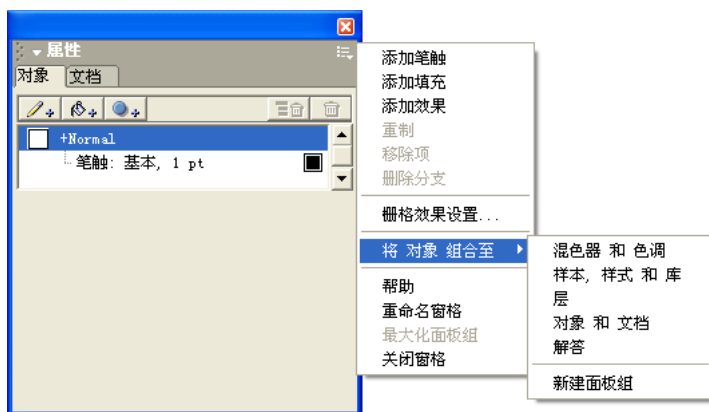 属性
对象 文档
+Normal
笔触: 基本, 1 pt
添加笔触
添加填充
添加效果
重制
移除项
删除分支
栅格效果设置...
将 对象 组合至
帮助
重命名窗格
最大化面板组
关闭窗格
混色器 和 色调
样本, 样式 和 库
层
对象 和 文档
解答
新建面板组